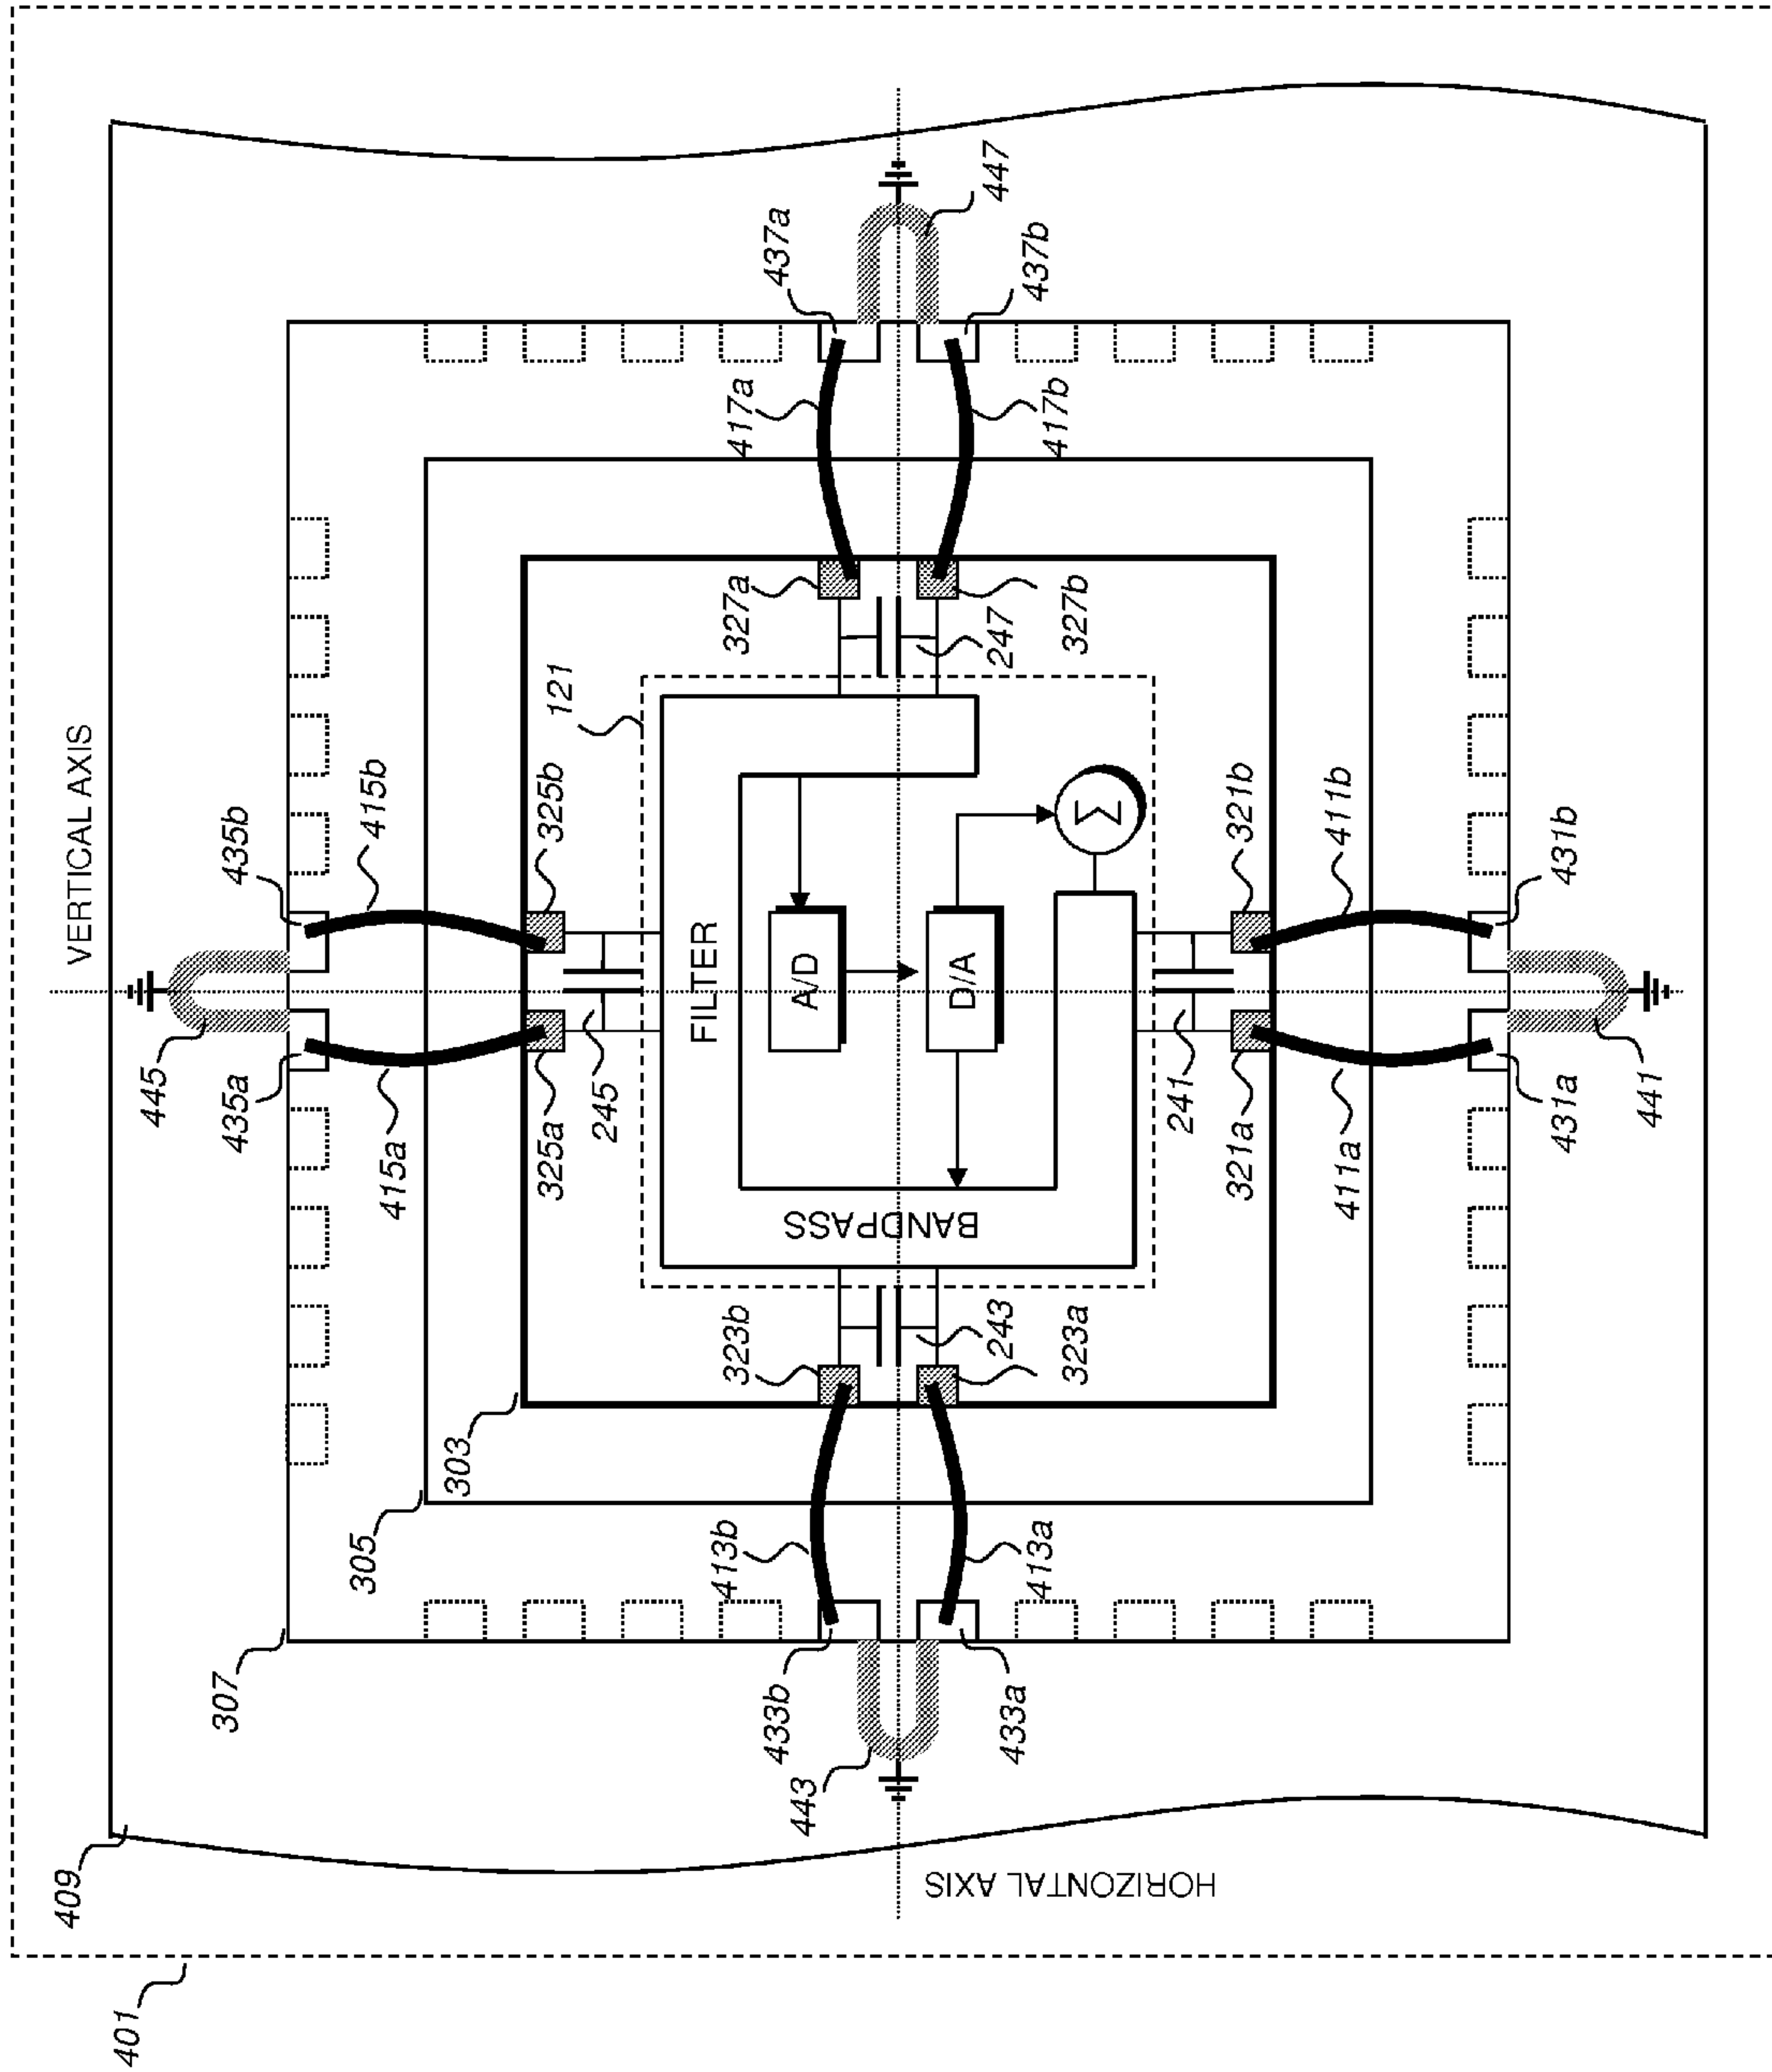 VERTICAL AXIS
445
435a
435b
415a
415b
325a
325b
245
121
FILTER
A/D
D/A
Σ
BANDPASS
327a
327b
247
417a
417b
437a
437b
447
323b
323a
243
303
305
307
413b
413a
433b
433a
443
241
321a
321b
411a
411b
431a
431b
441
HORIZONTAL AXIS
409
401